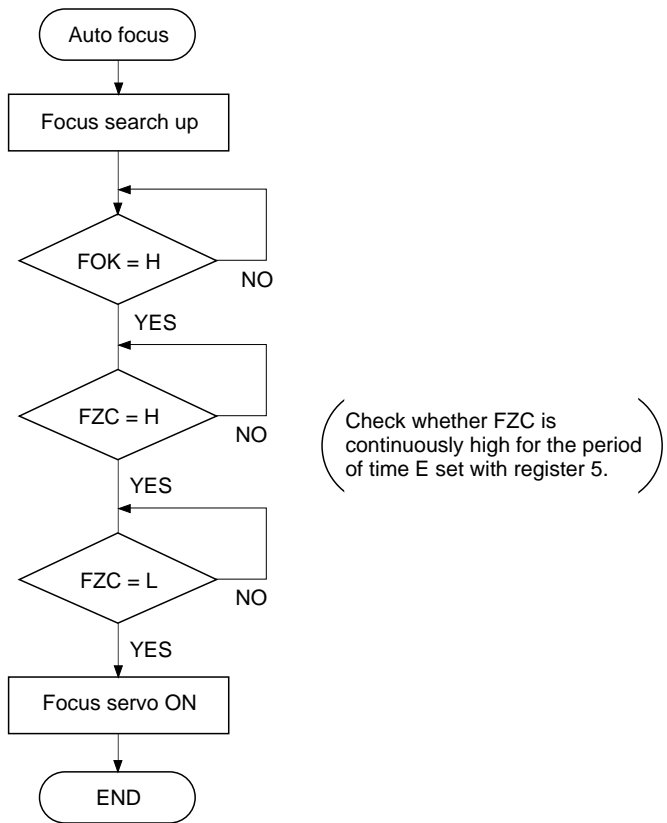 Auto focus
Focus search up
FOK = H
NO
YES
FZC = H
NO
Check whether FZC is
continuously high for the period
of time E set with register 5.
YES
FZC = L
NO
YES
Focus servo ON
END